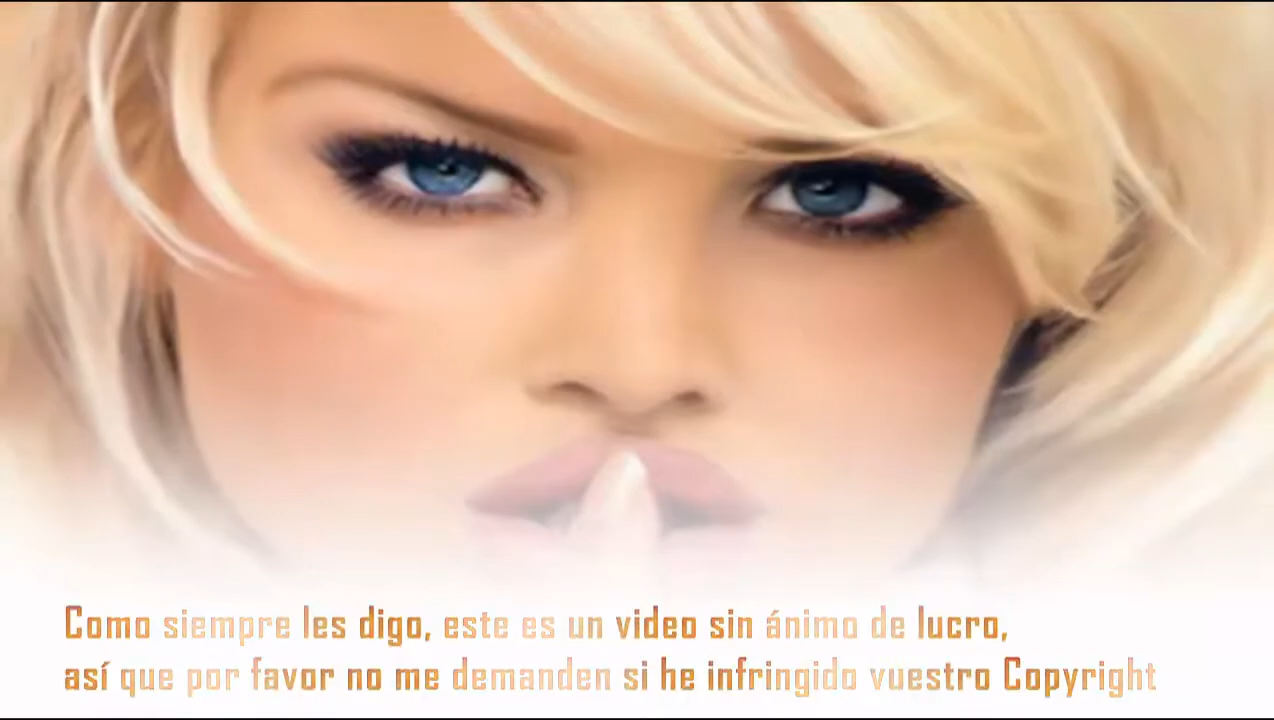 Como siempre les digo, este es un video sin ánimo de lucro,
así que por favor no me demanden si he infringido vuestro Copyright